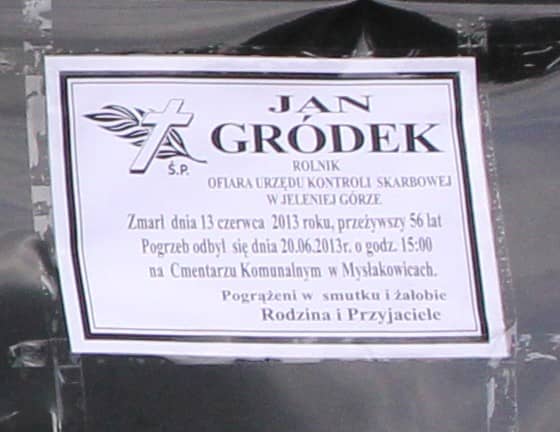 JAN
GRÓDEK
Ś.P.
ROLNIK
OFIARA URZĘDU KONTROLI SKARBOWEJ
W JELENIEJ GÓRZE
Zmarł dnia 13 czerwca 2013 roku, przeżywszy 56 lat
Pogrzeb odbył się dnia 20.06.2013r. o godz. 15:00
na Cmentarzu Komunalnym w Mysłakowicach.
Pogrążeni w smutku i żałobie
Rodzina i Przyjaciele